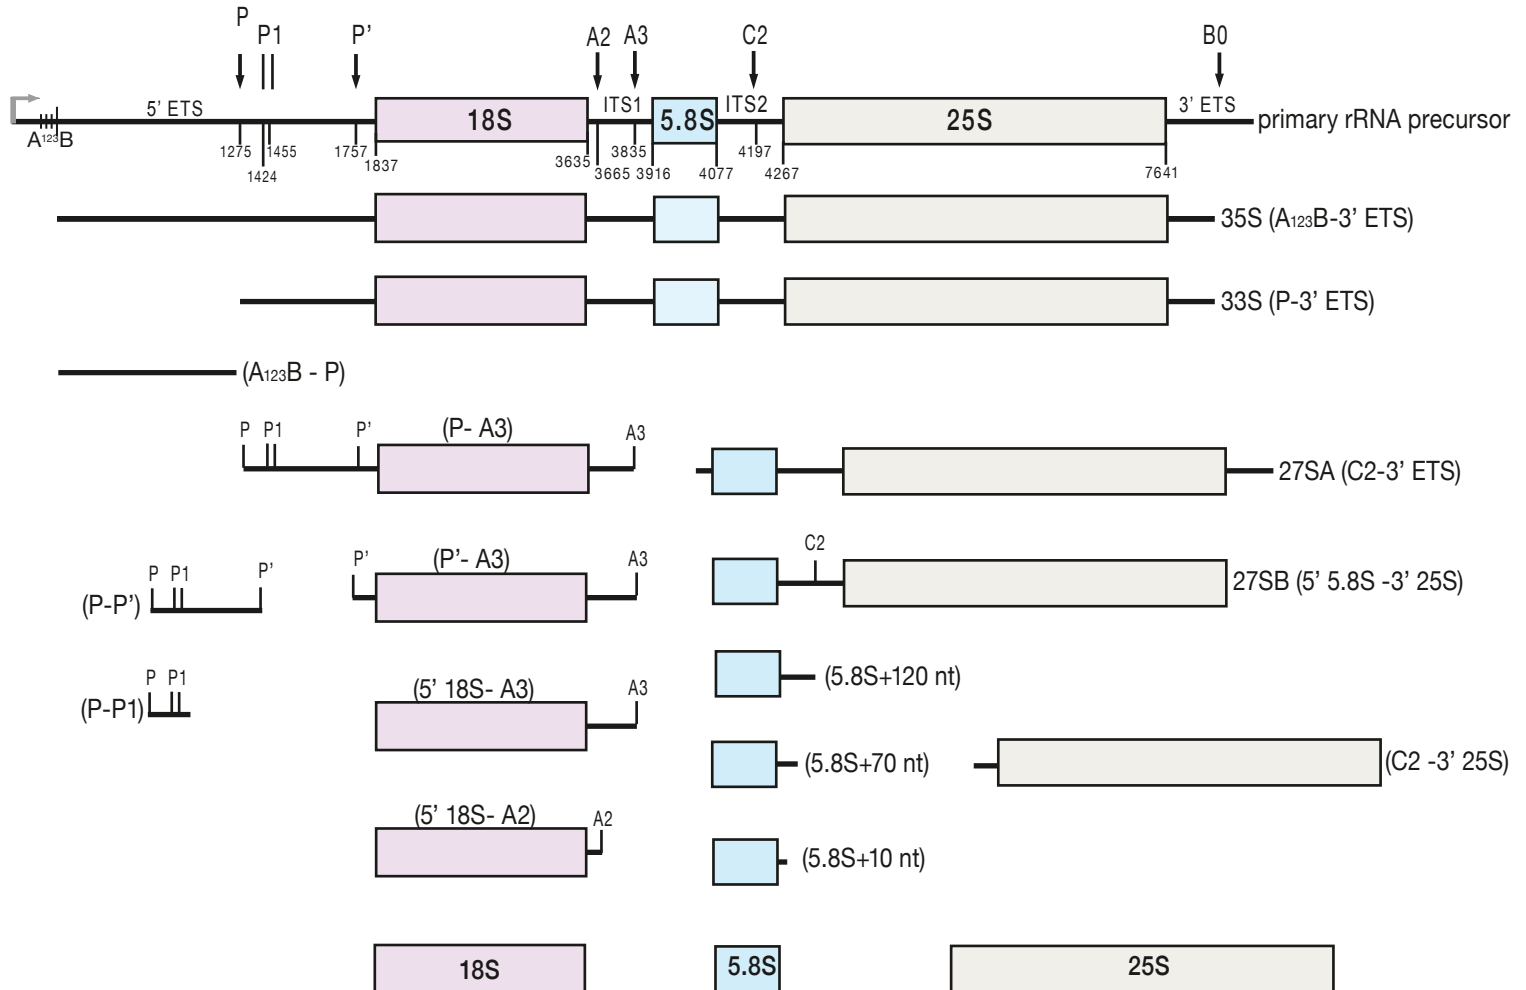 P P1 P’ A2 A3 C2 B0
5’ ETS 18S ITS1 5.8S ITS2 25S 3’ ETS primary rRNA precursor
A123B
1275 1424 1455 1757 1837 3635 3665 3835 3916 4077 4197 4267 7641
35S (A123B-3’ ETS)
33S (P-3’ ETS)
(A123B - P)
P P1 P’ (P- A3) A3
27SA (C2-3’ ETS)
P’ (P’- A3) A3 C2
27SB (5’ 5.8S -3’ 25S)
P P1 P’
(P-P’)
(5.8S+120 nt)
P P1
(P-P1)
(5’ 18S- A3) A3
(5.8S+70 nt) (C2 -3’ 25S)
(5’ 18S- A2) A2
(5.8S+10 nt)
18S 5.8S 25S